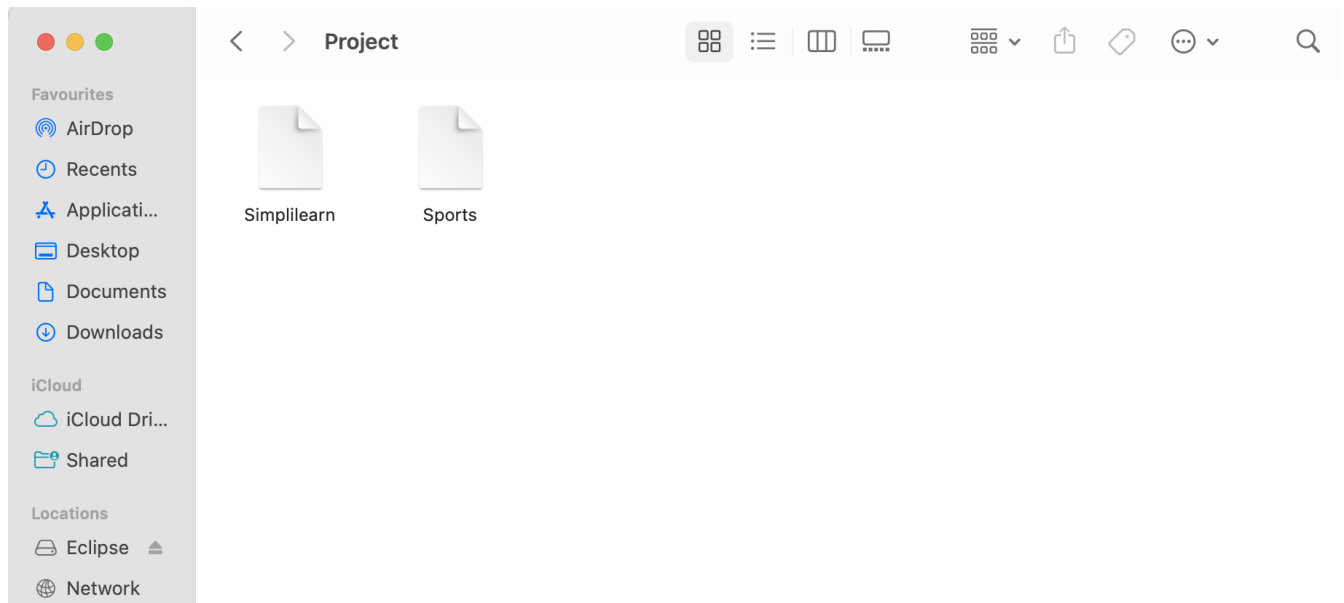 Project
Favourites
AirDrop
Recents
Applicati...
Desktop
Documents
Downloads
iCloud
iCloud Dri...
Shared
Locations
Eclipse
Network
Simplilearn
Sports